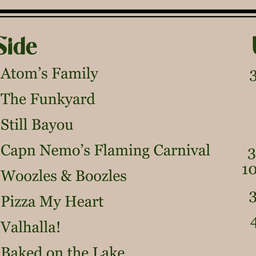 Side
Atom's Family
3
The Funkyard
Still Bayou
Capn Nemo's Flaming Carnival
3
Woozles & Boozles
10
Pizza My Heart
3
Valhalla!
4
Baked on the Lake